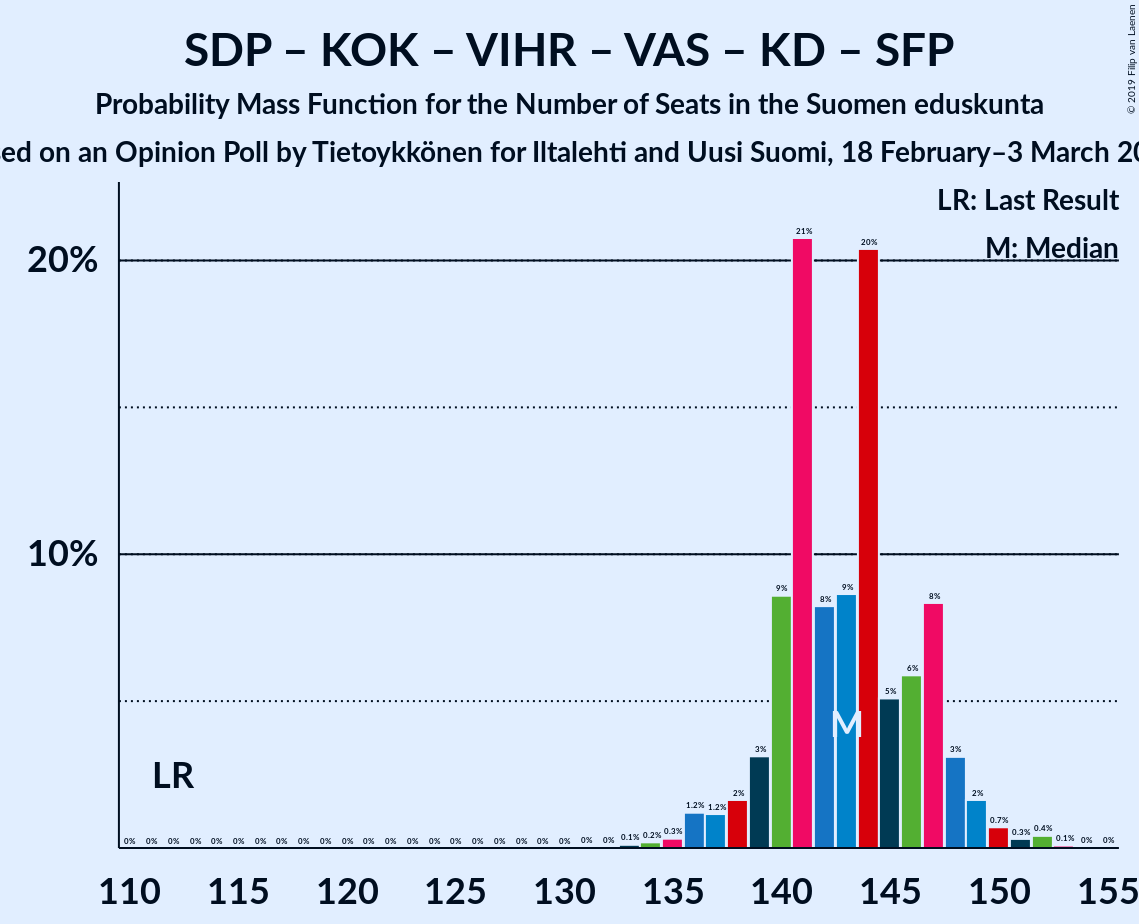 SDP – KOK – VIHR – VAS – KD – SFP
Probability Mass Function for the Number of Seats in the Suomen eduskunta
on an Opinion Poll by Tietoykkönen for Iltalehti and Uusi Suomi, 18 February–3 March
© 2019 Filip van Laenen
LR: Last Result
M: Median
20%
10%
21% 20%
9% 8% 9% 8%
6% 5%
M
3% 3%
LR
0% 0% 0% 0% 0% 0% 0% 0% 0% 0% 0% 0% 0% 0% 0% 0% 0% 0% 0% 0% 0% 0% 0% 0.1% 0.2% 0.3% 1.2% 1.2% 2% 2% 0.7% 0.3% 0.4% 0.1% 0% 0%
110 115 120 125 130 135 140 145 150 155